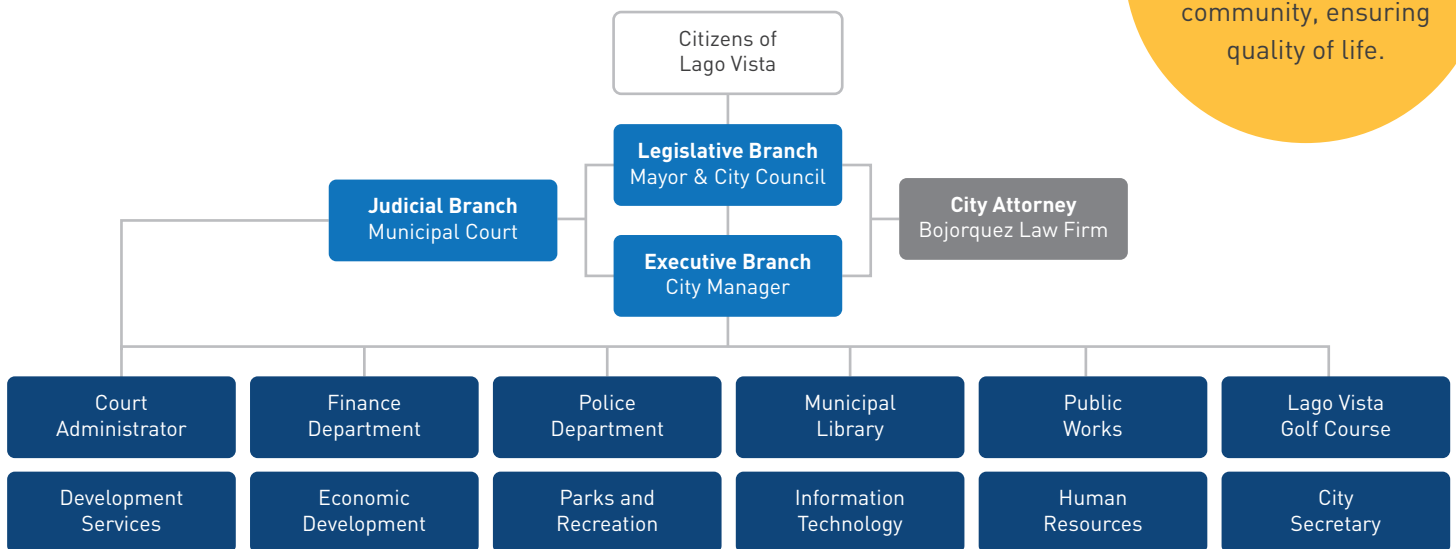 community, ensuring
quality of life.
Citizens of
Lago Vista
Legislative Branch
Mayor & City Council
Judicial Branch
Municipal Court
City Attorney
Bojorquez Law Firm
Executive Branch
City Manager
Court
Administrator
Finance
Department
Police
Department
Municipal
Library
Public
Works
Lago Vista
Golf Course
Development
Services
Economic
Development
Parks and
Recreation
Information
Technology
Human
Resources
City
Secretary